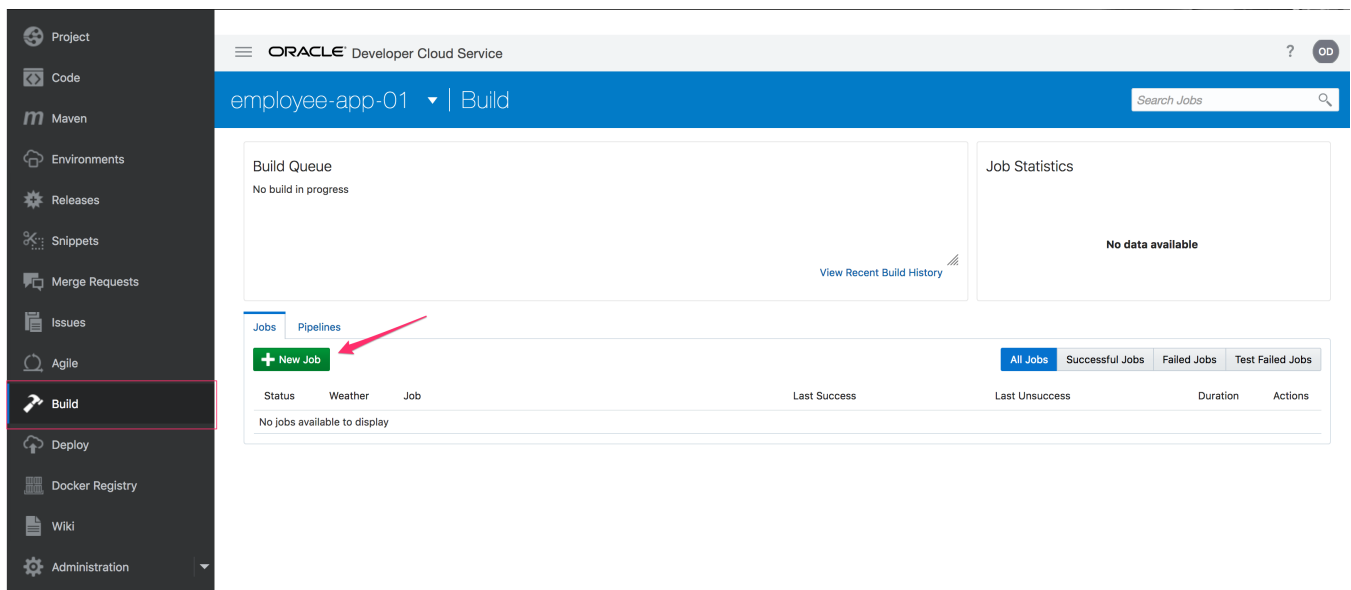 Project
Code
Maven
Environments
Releases
Snippets
Merge Requests
Issues
Agile
Build
Deploy
Docker Registry
Wiki
Administration
ORACLE® Developer Cloud Service
? OD
employee-app-01 Build
Search Jobs
Build Queue
No build in progress
View Recent Build History
Job Statistics
No data available
Jobs Pipelines
New Job
All Jobs Successful Jobs Failed Jobs Test Failed Jobs
Status Weather Job Last Success Last Unsuccess Duration Actions
No jobs available to display